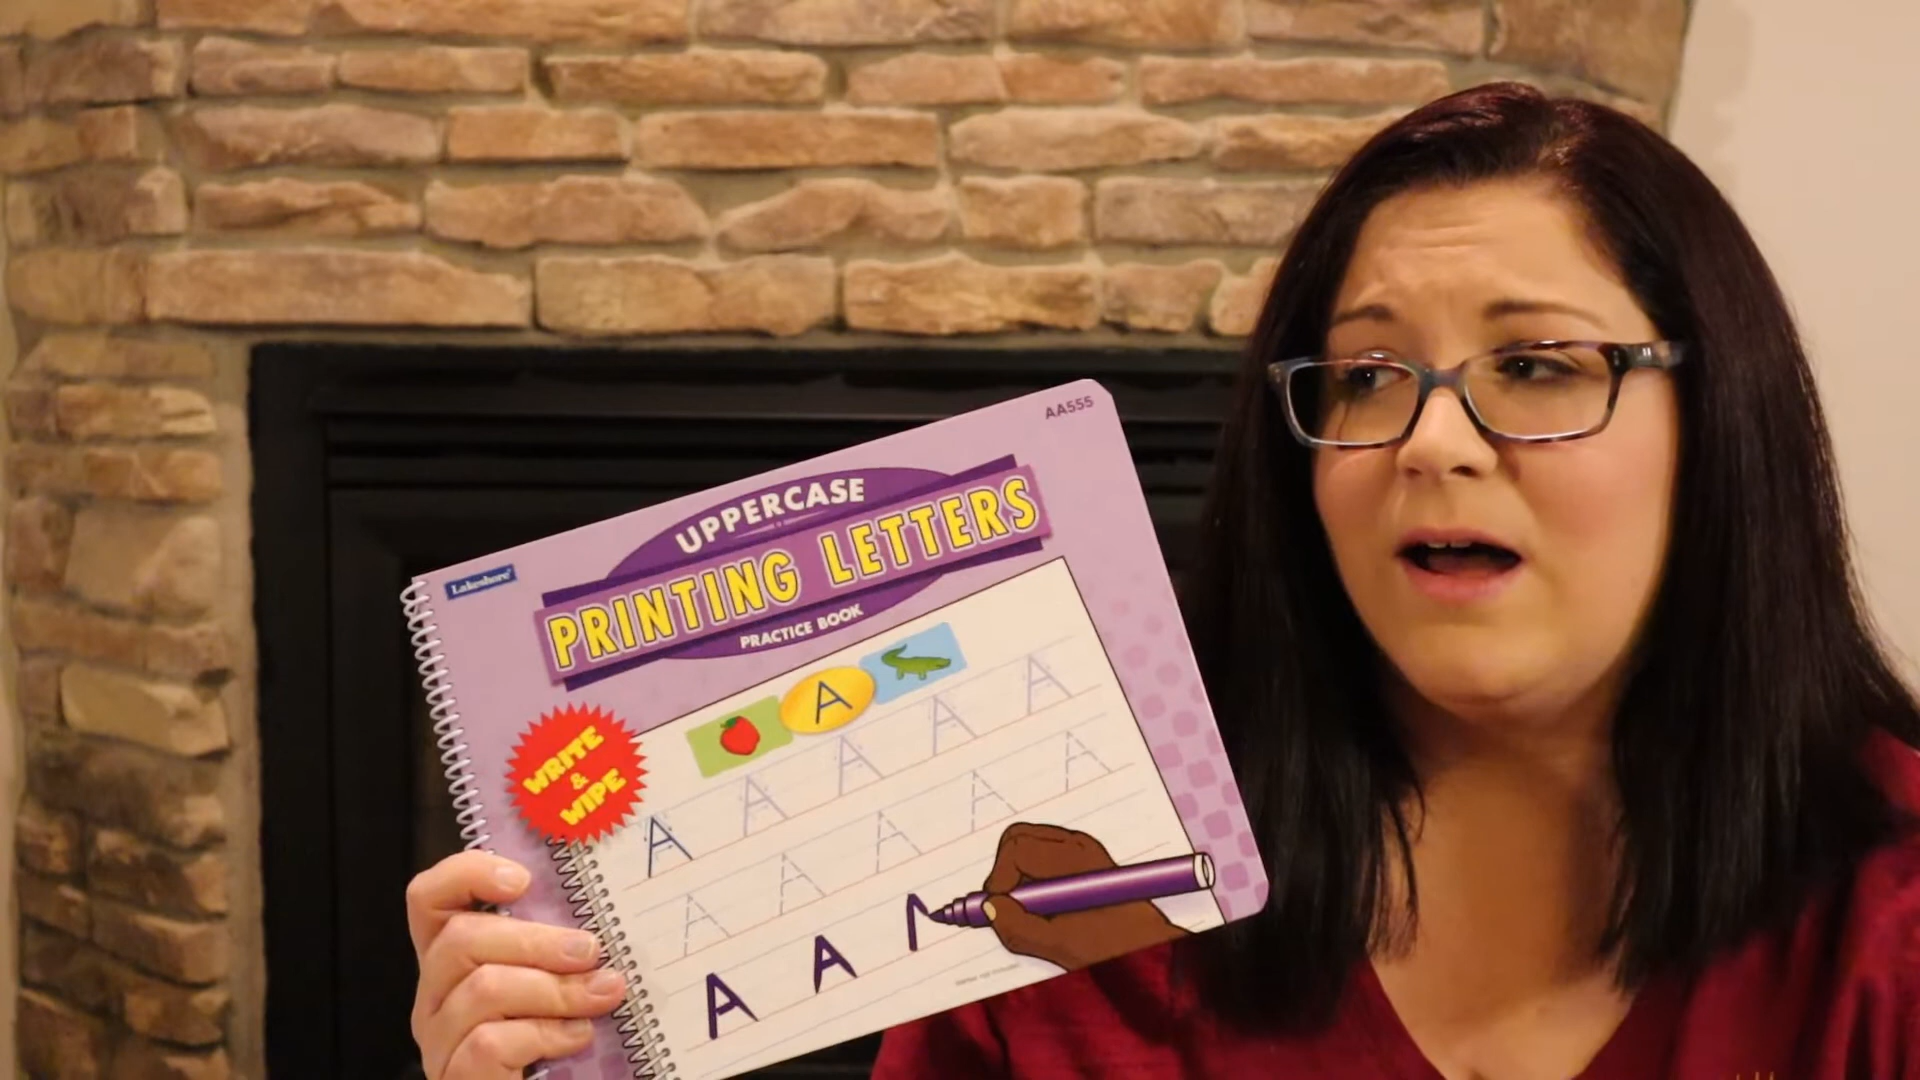 AA555
Lakeshore
UPPERCASE
PRINTING LETTERS
PRACTICE BOOK
WRITE
&
WIPE
A
A A A A A
A A A A A
A A